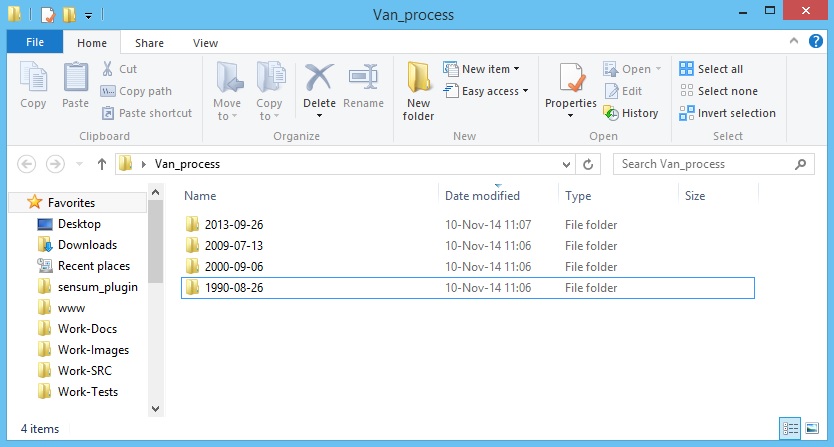 Van_process
File Home Share View
Copy Paste Cut Copy path Paste shortcut Clipboard
Move to Copy to Delete Rename Organize
New folder New item Easy access New
Properties Open Edit History Open
Select all Select none Invert selection Select
Van_process Search Van_process
Favorites
Desktop
Downloads
Recent places
sensum_plugin
www
Work-Docs
Work-Images
Work-SRC
Work-Tests
Name Date modified Type Size
2013-09-26 10-Nov-14 11:07 File folder
2009-07-13 10-Nov-14 11:06 File folder
2000-09-06 10-Nov-14 11:06 File folder
1990-08-26 10-Nov-14 11:06 File folder
4 items